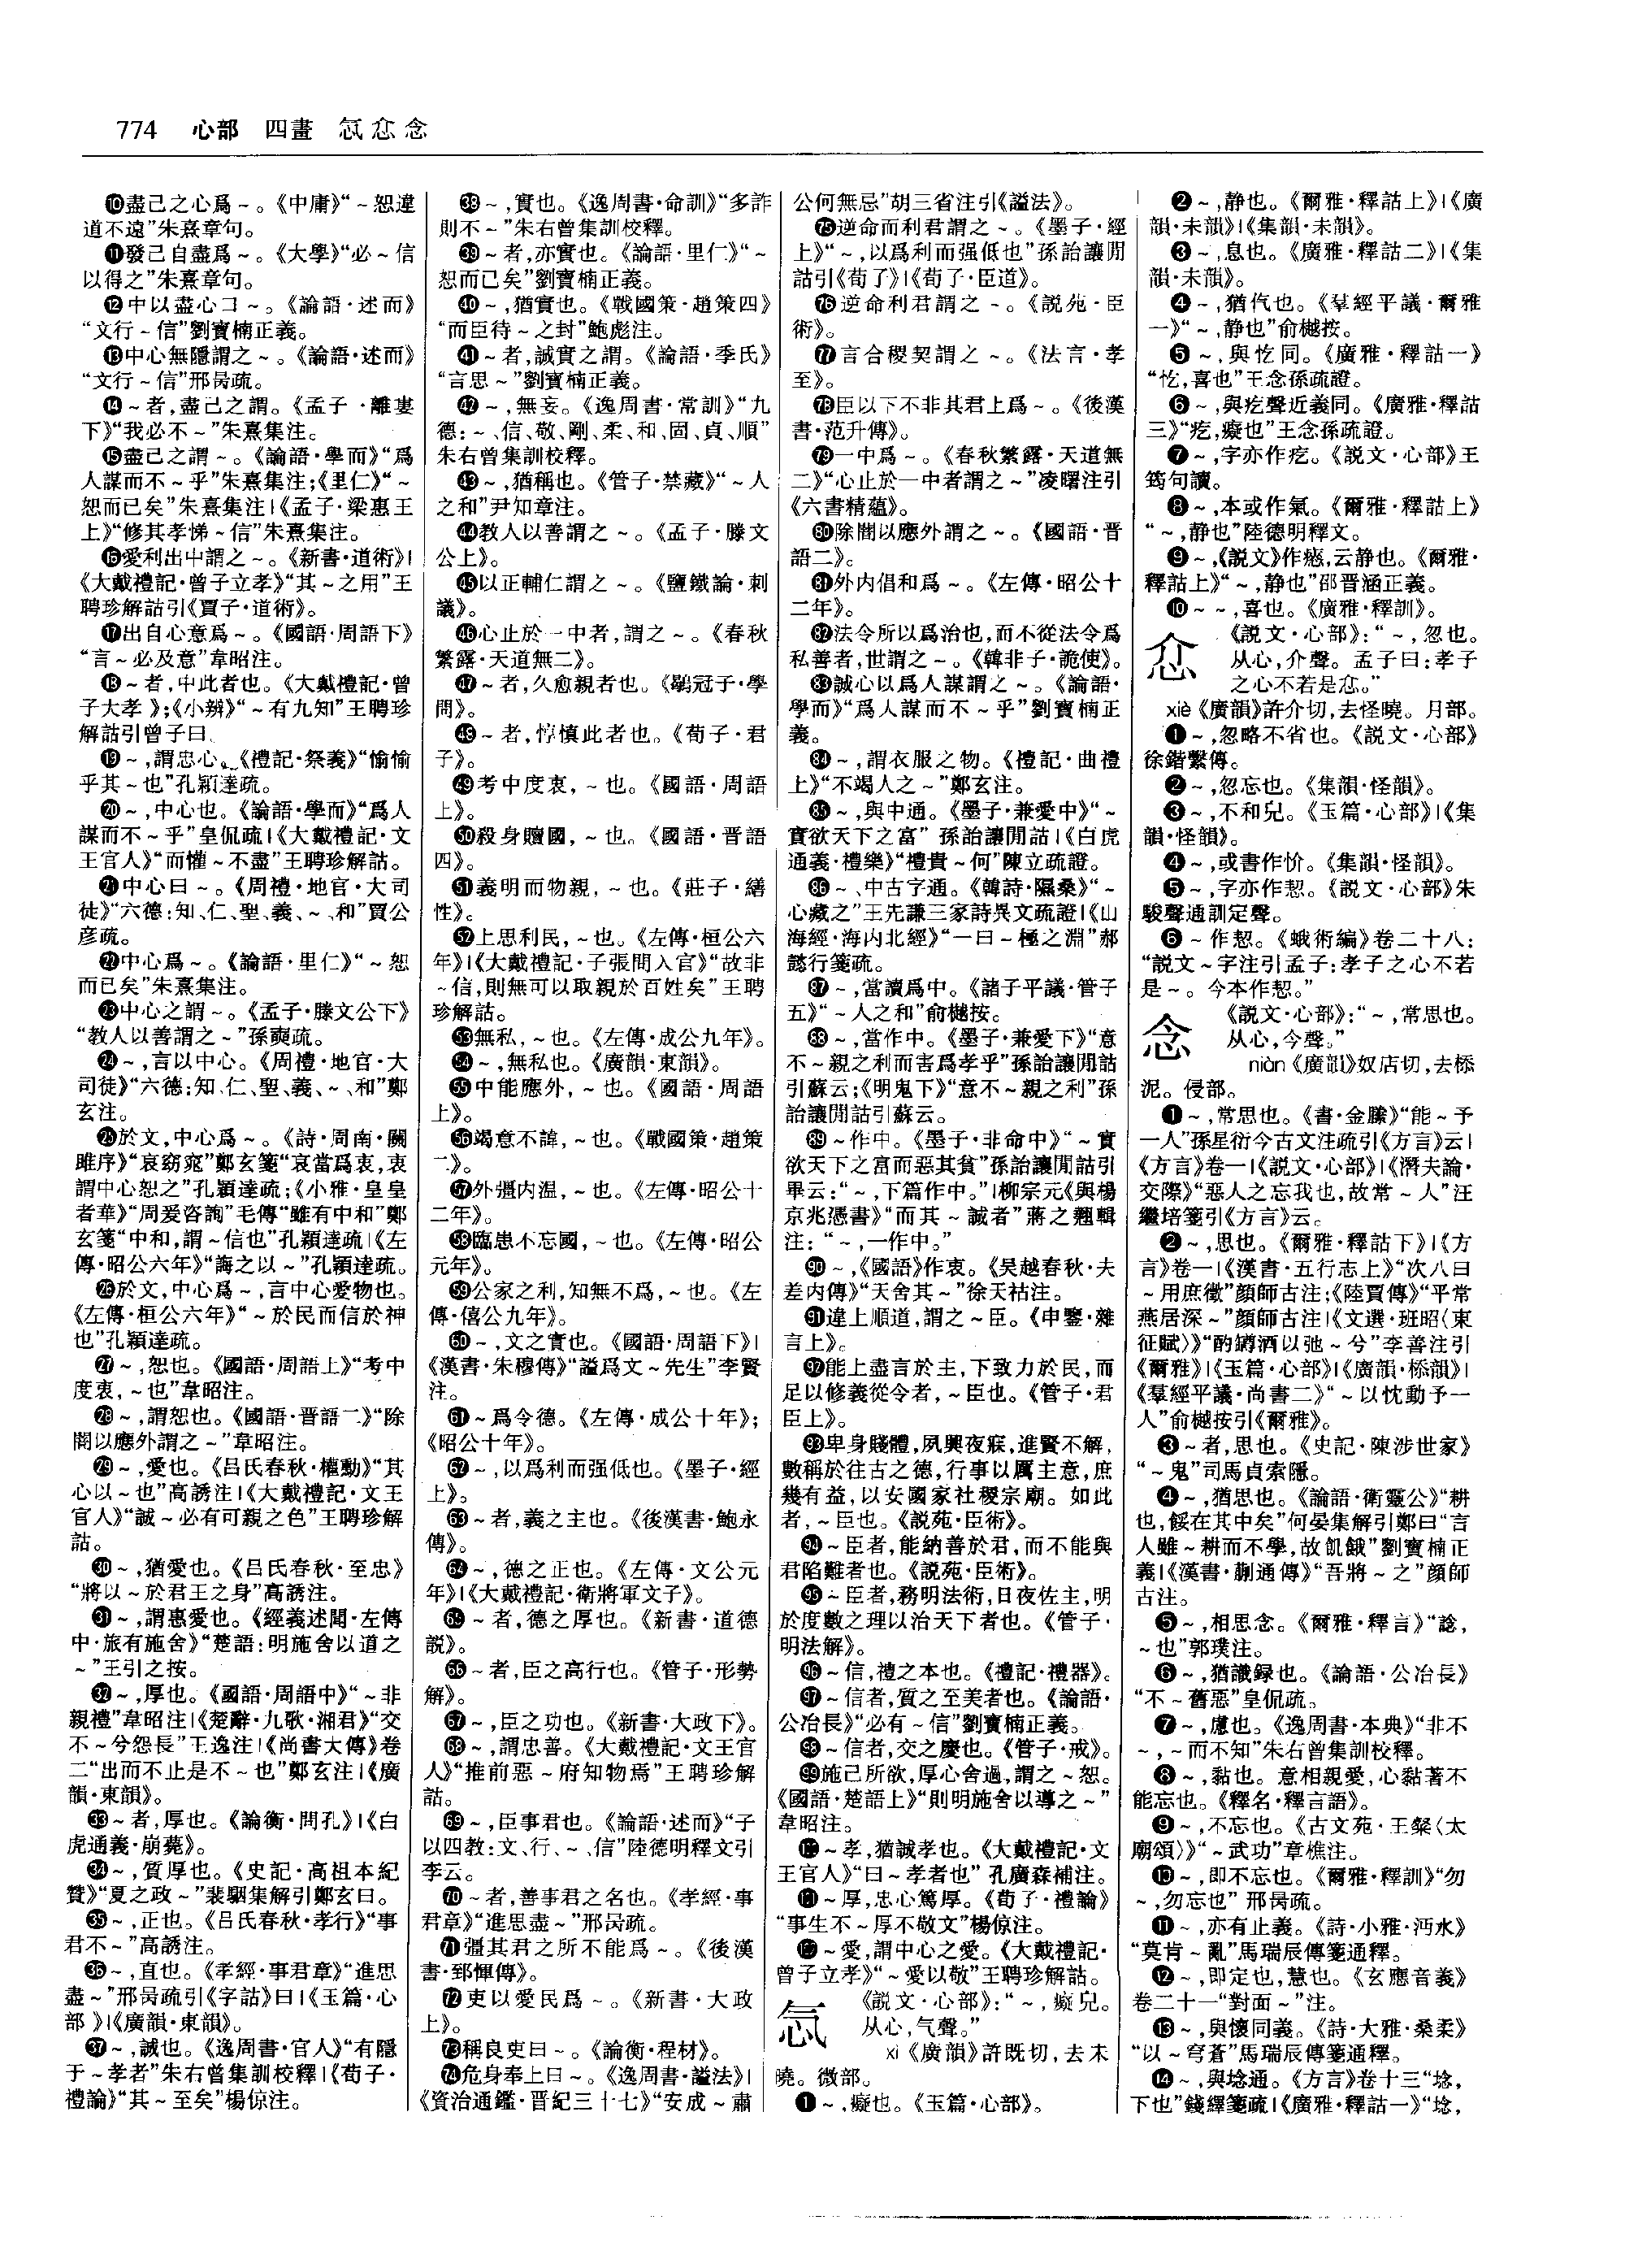 774 心部 四畫 忥忿念
❿盡己之心爲～。《中庸》“～恕違
道不遠”朱熹章句。
⓫發己自盡爲～。《大學》“必～信
以得之”朱熹章句。
⓬中以盡心曰～。《論語·述而》
“文行～信”劉寶楠正義。
⓭中心無隱謂之～。《論語·述而》
“文行～信”邢昺疏。
⓮～者,盡己之謂。《孟子·離婁
下》“我必不～”朱熹集注。
⓯盡己之謂～。《論語·學而》“爲
人謀而不～乎”朱熹集注;《里仁》“～
恕而已矣”朱熹集注|《孟子·梁惠王
上》“修其孝悌～信”朱熹集注。
⓰愛利出中謂之～。《新書·道術》|
《大戴禮記·曾子立孝》“其～之用”王
聘珍解詁引《賈子·道術》。
⓱出自心意爲～。《國語·周語下》
“言～必及意”韋昭注。
⓲～者,中此者也。《大戴禮記·曾
子大孝》;《小辨》“～有九知”王聘珍
解詁引曾子曰。
⓳～,謂忠心。《禮記·祭義》“愉愉
乎其～也”孔穎達疏。
⓴～,中心也。《論語·學而》“爲人
謀而不～乎”皇侃疏|《大戴禮記·文
王官人》“而懽～不盡”王聘珍解詁。
㉑中心曰～。《周禮·地官·大司
徒》“六德:知、仁、聖、義、～、和”賈公
彦疏。
㉒中心爲～。《論語·里仁》“～恕
而已矣”朱熹集注。
㉓中心之謂～。《孟子·滕文公下》
“教人以善謂之～”孫奭疏。
㉔～,言以中心。《周禮·地官·大
司徒》“六德:知、仁、聖、義、～、和”鄭
玄注。
㉕於文,中心爲～。《詩·周南·關
雎序》“哀窈窕”鄭玄箋“哀當爲衷,衷
謂中心恕之”孔穎達疏;《小雅·皇皇
者華》“周爰咨詢”毛傳“雖有中和”鄭
玄箋“中和,謂～信也”孔穎達疏|《左
傳·昭公六年》“誨之以～”孔穎達疏。
㉖於文,中心爲～,言中心愛物也。
《左傳·桓公六年》“～於民而信於神
也”孔穎達疏。
㉗～,恕也。《國語·周語上》“考中
度衷,～也”韋昭注。
㉘～,謂恕也。《國語·晋語二》“除
闇以應外謂之～”韋昭注。
㉙～,愛也。《吕氏春秋·權勳》“其
心以～也”高誘注|《大戴禮記·文王
官人》“誠～必有可親之色”王聘珍解
詁。
㉚～,猶愛也。《吕氏春秋·至忠》
“將以～於君王之身”高誘注。
㉛～,謂惠愛也。《經義述聞·左傳
中·旅有施舍》“楚語:明施舍以道之
～”王引之按。
㉜～,厚也。《國語·周語中》“～非
親禮”韋昭注|《楚辭·九歌·湘君》“交
不～兮怨長”王逸注|《尚書大傳》卷
二“出而不止是不～也”鄭玄注|《廣
韻·東韻》。
㉝～者,厚也。《論衡·問孔》|《白
虎通義·崩薨》。
㉞～,質厚也。《史記·高祖本紀
贊》“夏之政～”裴駰集解引鄭玄曰。
㉟～,正也。《吕氏春秋·孝行》“事
君不～”高誘注。
㊱～,直也。《孝經·事君章》“進思
盡～”邢昺疏引《字詁》曰|《玉篇·心
部》|《廣韻·東韻》。
㊲～,誠也。《逸周書·官人》“有隱
于～孝者”朱右曾集訓校釋|《荀子·
禮論》“其～至矣”楊倞注。
㊳～,實也。《逸周書·命訓》“多詐
則不～”朱右曾集訓校釋。
㊴～者,亦實也。《論語·里仁》“～
恕而已矣”劉寶楠正義。
㊵～,猶實也。《戰國策·趙策四》
“而臣待～之封”鮑彪注。
㊶～者,誠實之謂。《論語·季氏》
“言思～”劉寶楠正義。
㊷～,無妄。《逸周書·常訓》“九
德:～、信、敬、剛、柔、和、固、貞、順”
朱右曾集訓校釋。
㊸～,猶稱也。《管子·禁藏》“～人
之和”尹知章注。
㊹教人以善謂之～。《孟子·滕文
公上》。
㊺以正輔仁謂之～。《鹽鐵論·刺
議》。
㊻心止於一中者,謂之～。《春秋
繁露·天道無二》。
㊼～者,久愈親者也。《鶡冠子·學
問》。
㊽～者,惇慎此者也。《荀子·君
子》。
㊾考中度衷,～也。《國語·周語
上》。
㊿殺身贖國,～也。《國語·晋語
四》。
51義明而物親,～也。《莊子·繕
性》。
52上思利民,～也。《左傳·桓公六
年》|《大戴禮記·子張問入官》“故非
～信,則無可以取親於百姓矣”王聘
珍解詁。
53無私,～也。《左傳·成公九年》。
54～,無私也。《廣韻·東韻》。
55中能應外,～也。《國語·周語
上》。
56竭意不諱,～也。《戰國策·趙策
二》。
57外彊内温,～也。《左傳·昭公十
二年》。
58臨患不忘國,～也。《左傳·昭公
元年》。
59公家之利,知無不爲,～也。《左
傳·僖公九年》。
60～,文之實也。《國語·周語下》|
《漢書·朱穆傳》“謚爲文～先生”李賢
注。
61～爲令德。《左傳·成公十年》;
《昭公十年》。
62～,以爲利而强低也。《墨子·經
上》。
63～者,義之主也。《後漢書·鮑永
傳》。
64～,德之正也。《左傳·文公元
年》|《大戴禮記·衛將軍文子》。
65～者,德之厚也。《新書·道德
説》。
66～者,臣之高行也。《管子·形勢
解》。
67～,臣之功也。《新書·大政下》。
68～,謂忠善。《大戴禮記·文王官
人》“推前惡～府知物焉”王聘珍解
詁。
69～,臣事君也。《論語·述而》“子
以四教:文、行、～、信”陸德明釋文引
李云。
70～者,善事君之名也。《孝經·事
君章》“進思盡～”邢昺疏。
71彊其君之所不能爲～。《後漢
書·郅惲傳》。
72吏以愛民爲～。《新書·大政
上》。
73稱良吏曰～。《論衡·程材》。
74危身奉上曰～。《逸周書·謚法》|
《資治通鑑·晋紀三十七》“安成～肅
公何無忌”胡三省注引《謚法》。
75逆命而利君謂之～。《墨子·經
上》“～,以爲利而强低也”孫詒讓閒
詁引《荀子》|《荀子·臣道》。
76逆命利君謂之～。《説苑·臣
術》。
77言合稷契謂之～。《法言·孝
至》。
78臣以下不非其君上爲～。《後漢
書·范升傳》。
79一中爲～。《春秋繁露·天道無
二》“心止於一中者謂之～”凌曙注引
《六書精藴》。
80除闇以應外謂之～。《國語·晋
語二》。
81外内倡和爲～。《左傳·昭公十
二年》。
82法令所以爲治也,而不從法令爲
私善者,世謂之～。《韓非子·詭使》。
83誠心以爲人謀謂之～。《論語·
學而》“爲人謀而不～乎”劉寶楠正
義。
84～,謂衣服之物。《禮記·曲禮
上》“不竭人之～”鄭玄注。
85～,與中通。《墨子·兼愛中》“～
實欲天下之富”孫詒讓閒詁|《白虎
通義·禮樂》“禮貴～何”陳立疏證。
86～、中古字通。《韓詩·隰桑》“～
心藏之”王先謙三家詩異文疏證|《山
海經·海内北經》“一曰～極之淵”郝
懿行箋疏。
87～,當讀爲中。《諸子平議·管子
五》“～人之和”俞樾按。
88～,當作中。《墨子·兼愛下》“意
不～親之利而害爲孝乎”孫詒讓閒詁
引蘇云;《明鬼下》“意不～親之利”孫
詒讓閒詁引蘇云。
89～作中。《墨子·非命中》“～實
欲天下之富而惡其貧”孫詒讓閒詁引
畢云:“～,下篇作中。”|柳宗元《與楊
京兆憑書》“而其～誠者”蔣之翹輯
注:“～,一作中。”
90～,《國語》作衷。《吴越春秋·夫
差内傳》“天舍其～”徐天祜注。
91違上順道,謂之～臣。《申鑒·雜
言上》。
92能上盡言於主,下致力於民,而
足以修義從令者,～臣也。《管子·君
臣上》。
93卑身賤體,夙興夜寐,進賢不解,
數稱於往古之德,行事以厲主意,庶
幾有益,以安國家社稷宗廟。如此
者,～臣也。《説苑·臣術》。
94～臣者,能納善於君,而不能與
君陷難者也。《説苑·臣術》。
95～臣者,務明法術,日夜佐主,明
於度數之理以治天下者也。《管子·
明法解》。
96～信,禮之本也。《禮記·禮器》。
97～信者,質之至美者也。《論語·
公冶長》“必有～信”劉寶楠正義。
98～信者,交之慶也。《管子·戒》。
99施己所欲,厚心舍過,謂之～恕。
《國語·楚語上》“則明施舍以導之～”
韋昭注。
100～孝,猶誠孝也。《大戴禮記·文
王官人》“曰～孝者也”孔廣森補注。
101～厚,忠心篤厚。《荀子·禮論》
“事生不～厚不敬文”楊倞注。
102～愛,謂中心之愛。《大戴禮記·
曾子立孝》“～愛以敬”王聘珍解詁。
忥 《説文·心部》:“～,癡皃。
从心,气聲。”
xì《廣韻》許既切,去未
曉。微部。
❶～,癡也。《玉篇·心部》。
❷～,静也。《爾雅·釋詁上》|《廣
韻·未韻》|《集韻·未韻》。
❸～,息也。《廣雅·釋詁二》|《集
韻·未韻》。
❹～,猶忾也。《羣經平議·爾雅
一》“～,静也”俞樾按。
❺～,與忔同。《廣雅·釋詁一》
“忔,喜也”王念孫疏證。
❻～,與疙聲近義同。《廣雅·釋詁
三》“疙,癡也”王念孫疏證。
❼～,字亦作疙。《説文·心部》王
筠句讀。
❽～,本或作氣。《爾雅·釋詁上》
“～,静也”陸德明釋文。
❾～,《説文》作㥶,云静也。《爾雅·
釋詁上》“～,静也”邵晋涵正義。
❿～～,喜也。《廣雅·釋訓》。
忿 《説文·心部》:“～,忽也。
从心,介聲。孟子曰:孝子
之心不若是忿。”
xiè《廣韻》許介切,去怪曉。月部。
❶～,忽略不省也。《説文·心部》
徐鍇繫傳。
❷～,忽忘也。《集韻·怪韻》。
❸～,不和皃。《玉篇·心部》|《集
韻·怪韻》。
❹～,或書作忦。《集韻·怪韻》。
❺～,字亦作恝。《説文·心部》朱
駿聲通訓定聲。
❻～作恝。《蛾術編》卷二十八:
“説文～字注引孟子:孝子之心不若
是～。今本作恝。”
念 《説文·心部》:“～,常思也。
从心,今聲。”
niàn《廣韻》奴店切,去㮇
泥。侵部。
❶～,常思也。《書·金縢》“能～予
一人”孫星衍今古文注疏引《方言》云|
《方言》卷一|《説文·心部》|《潛夫論·
交際》“惡人之忘我也,故常～人”汪
繼培箋引《方言》云。
❷～,思也。《爾雅·釋詁下》|《方
言》卷一|《漢書·五行志上》“次八曰
～用庶徵”顔師古注;《陸賈傳》“平常
燕居深～”顔師古注|《文選·班昭〈東
征賦〉》“酌罇酒以弛～兮”李善注引
《爾雅》|《玉篇·心部》|《廣韻·㮇韻》|
《羣經平議·尚書二》“～以忱動予一
人”俞樾按引《爾雅》。
❸～者,思也。《史記·陳涉世家》
“～鬼”司馬貞索隱。
❹～,猶思也。《論語·衛靈公》“耕
也,餒在其中矣”何晏集解引鄭曰“言
人雖～耕而不學,故飢餓”劉寶楠正
義|《漢書·蒯通傳》“吾將～之”顔師
古注。
❺～,相思念。《爾雅·釋言》“諗,
～也”郭璞注。
❻～,猶識録也。《論語·公冶長》
“不～舊惡”皇侃疏。
❼～,慮也。《逸周書·本典》“非不
～,～而不知”朱右曾集訓校釋。
❽～,黏也。意相親愛,心黏著不
能忘也。《釋名·釋言語》。
❾～,不忘也。《古文苑·王粲〈太
廟頌〉》“～武功”章樵注。
❿～,即不忘也。《爾雅·釋訓》“勿
～,勿忘也”邢昺疏。
⓫～,亦有止義。《詩·小雅·沔水》
“莫肯～亂”馬瑞辰傳箋通釋。
⓬～,即定也,慧也。《玄應音義》
卷二十一“對面～”注。
⓭～,與懷同義。《詩·大雅·桑柔》
“以～穹蒼”馬瑞辰傳箋通釋。
⓮～,與埝通。《方言》卷十三“埝,
下也”錢繹箋疏|《廣雅·釋詁一》“埝,